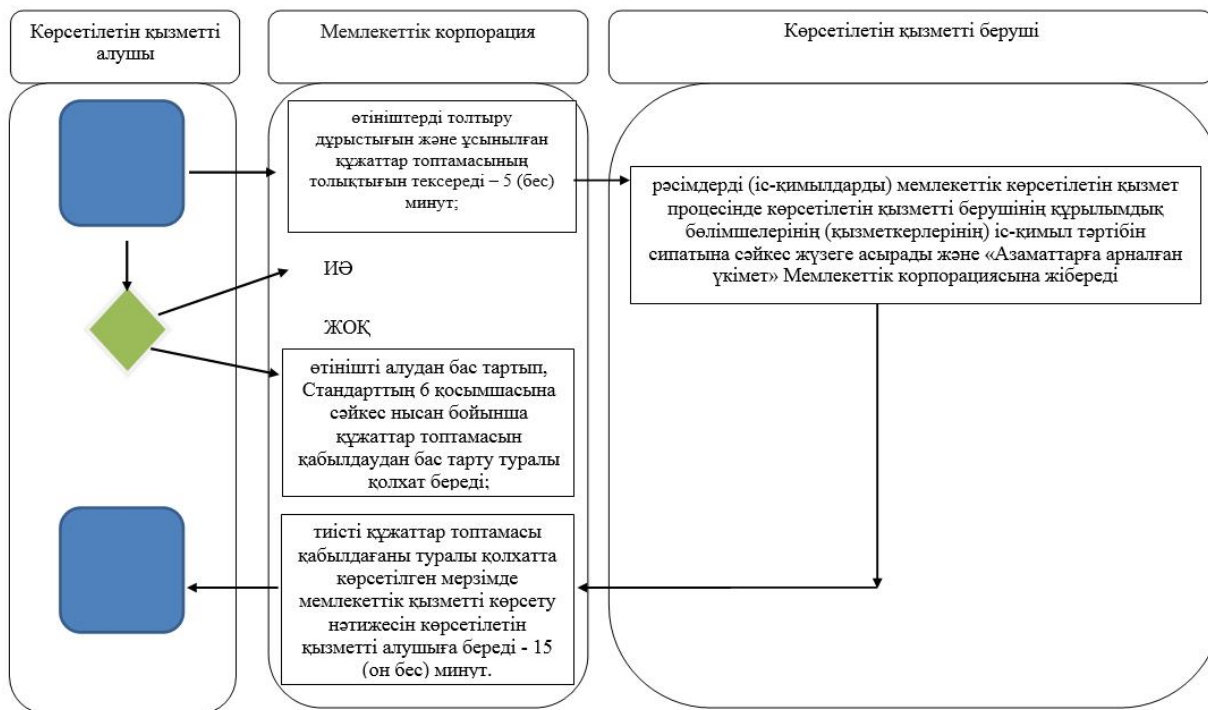 Көрсетілетін қызметті
алушы
Мемлекеттік корпорация
Көрсетілетін қызметті беруші
өтініштерді толтыру
дұрыстығын және ұсынылған
құжаттар топтамасының
толықтығын тексереді – 5 (бес)
минут;
рәсімдерді (іс-қимылдарды) мемлекеттік көрсетілетін қызмет
процесінде көрсетілетін қызметті берушінің құрылымдық
бөлімшелерінің (қызметкерлерінің) іс-қимыл тәртібін
сипатына сәйкес жүзеге асырады және «Азаматтарға арналған
үкімет» Мемлекеттік корпорациясына жібереді
ИӘ
ЖОҚ
өтінішті алудан бас тартып,
Стандарттың 6 қосымшасына
сәйкес нысан бойынша
құжаттар топтамасын
қабылдаудан бас тарту туралы
қолхат береді;
тиісті құжаттар топтамасы
қабылдағаны туралы қолхатта
көрсетілген мерзімде
мемлекеттік қызметті көрсету
нәтижесін көрсетілетін
қызметті алушыға береді - 15
(он бес) минут.